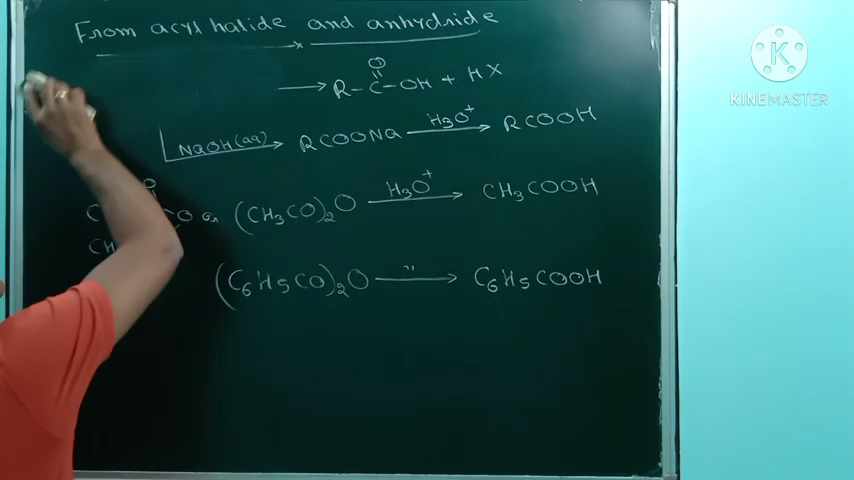 From acyl halide and anhydride
O
→ R-C-OH + HX
NaOH(aq) → RCOONa H3O+ → RCOOH
O or (CH3CO)2O H3O+ → CH3COOH
(C6H5CO)2O " → C6H5COOH
K
KINEMASTER